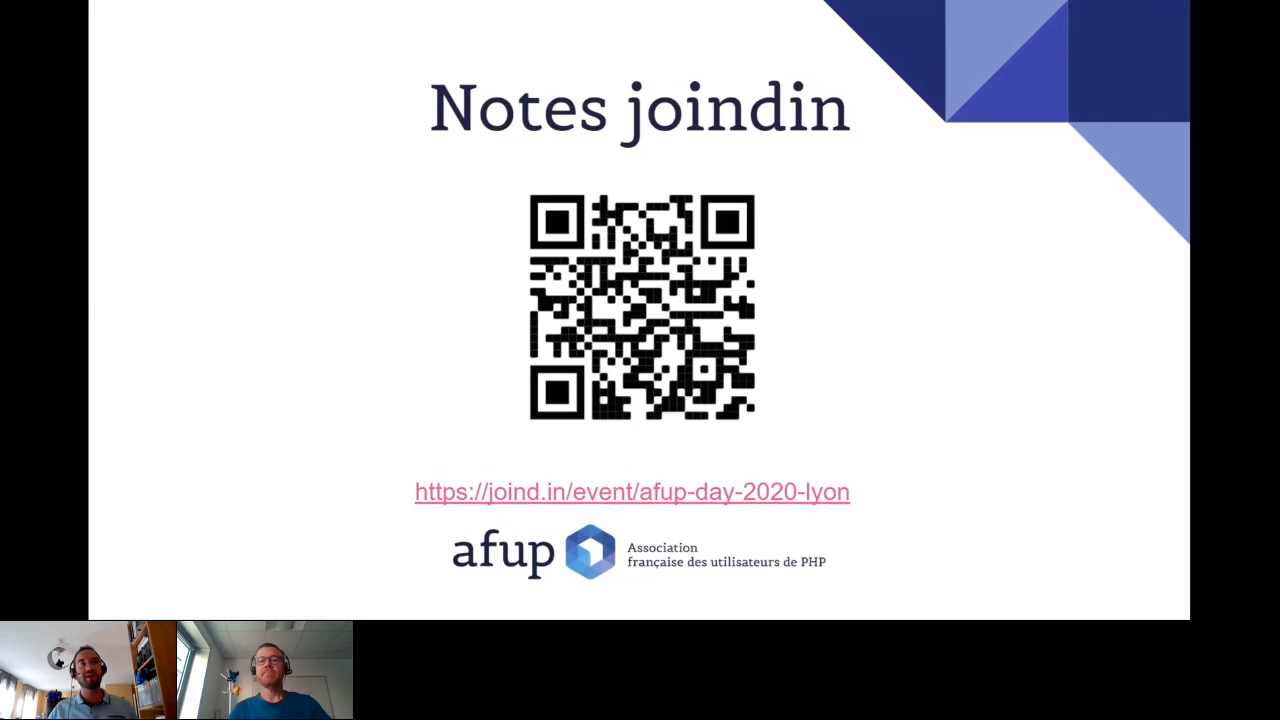 Notes joindin
https://joind.in/event/afup-day-2020-lyon
afup
Association
française des utilisateurs de PHP